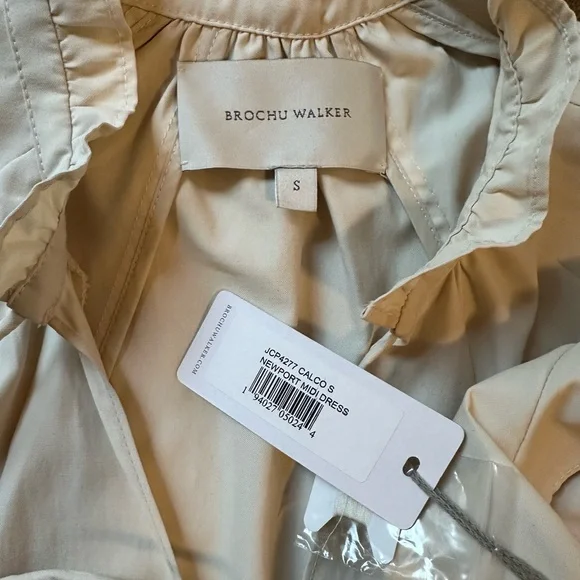 BROCHU WALKER
S
BROCHUWALKER.COM
JCP4277 CALCO S
NEWPORT MIDI DRESS
1 94027 05024 4